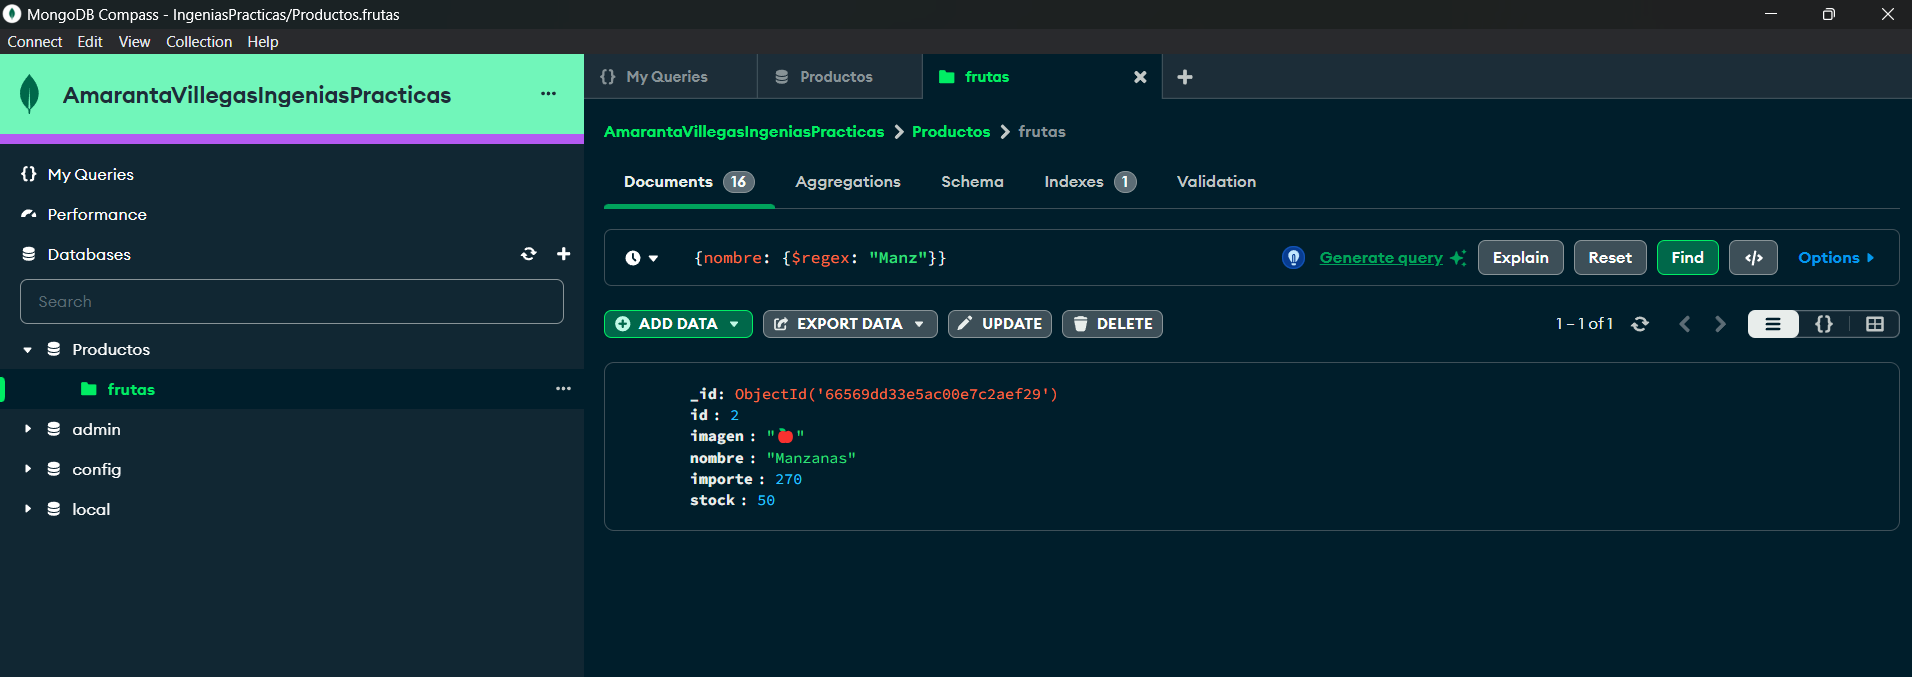 MongoDB Compass - IngeniasPracticas/Productos.frutas
Connect Edit View Collection Help
AmarantaVillegasIngeniasPracticas ...
{} My Queries
Performance
Databases
Search
Productos
frutas ...
admin
config
local
{} My Queries Productos frutas
AmarantaVillegasIngeniasPracticas > Productos > frutas
Documents 16 Aggregations Schema Indexes 1 Validation
{nombre: {$regex: "Manz"}} Generate query Explain Reset Find </> Options
ADD DATA EXPORT DATA UPDATE DELETE 1 – 1 of 1 {}
_id: ObjectId('66569dd33e5ac00e7c2aef29')
id : 2
imagen : "🍎"
nombre : "Manzanas"
importe : 270
stock : 50